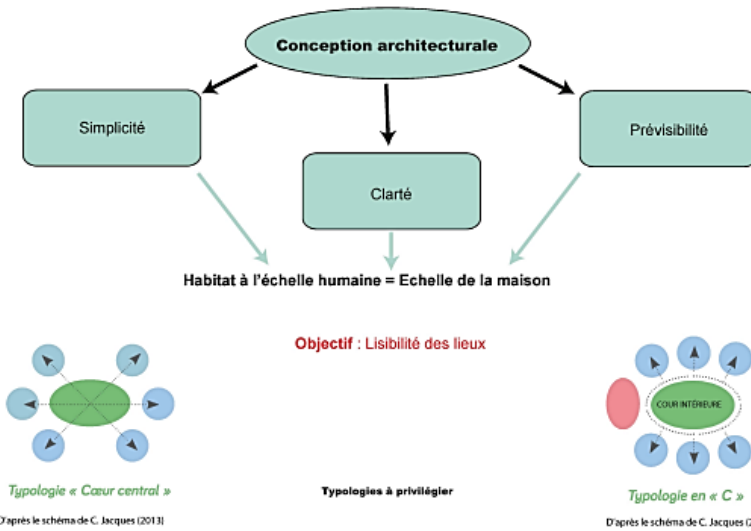 Conception architecturale
Simplicité
Prévisibilité
Clarté
Habitat à l'échelle humaine = Echelle de la maison
Objectif : Lisibilité des lieux
COUR INTÉRIEURE
Typologie « Cœur central »
Typologies à privilégier
Typologie en « C »
D'après le schéma de C. Jacques (2013)
D'après le schéma de C. Jacques